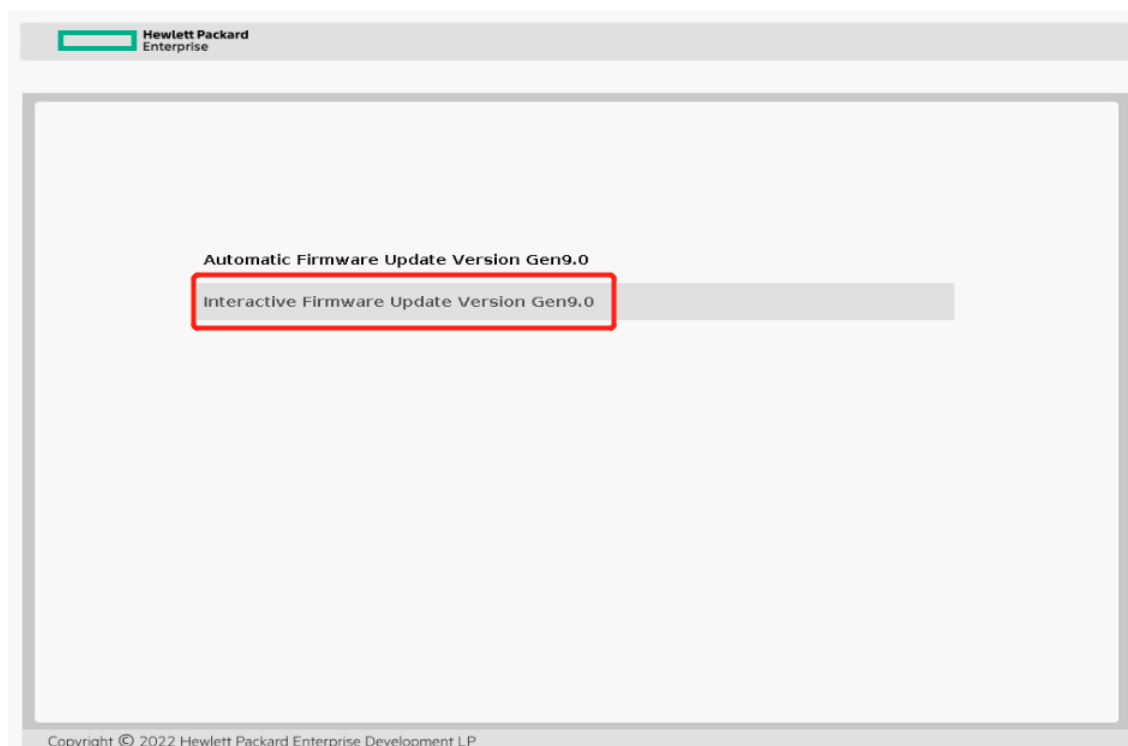 Hewlett Packard
Enterprise
Automatic Firmware Update Version Gen9.0
Interactive Firmware Update Version Gen9.0
Copyright © 2022 Hewlett Packard Enterprise Development LP